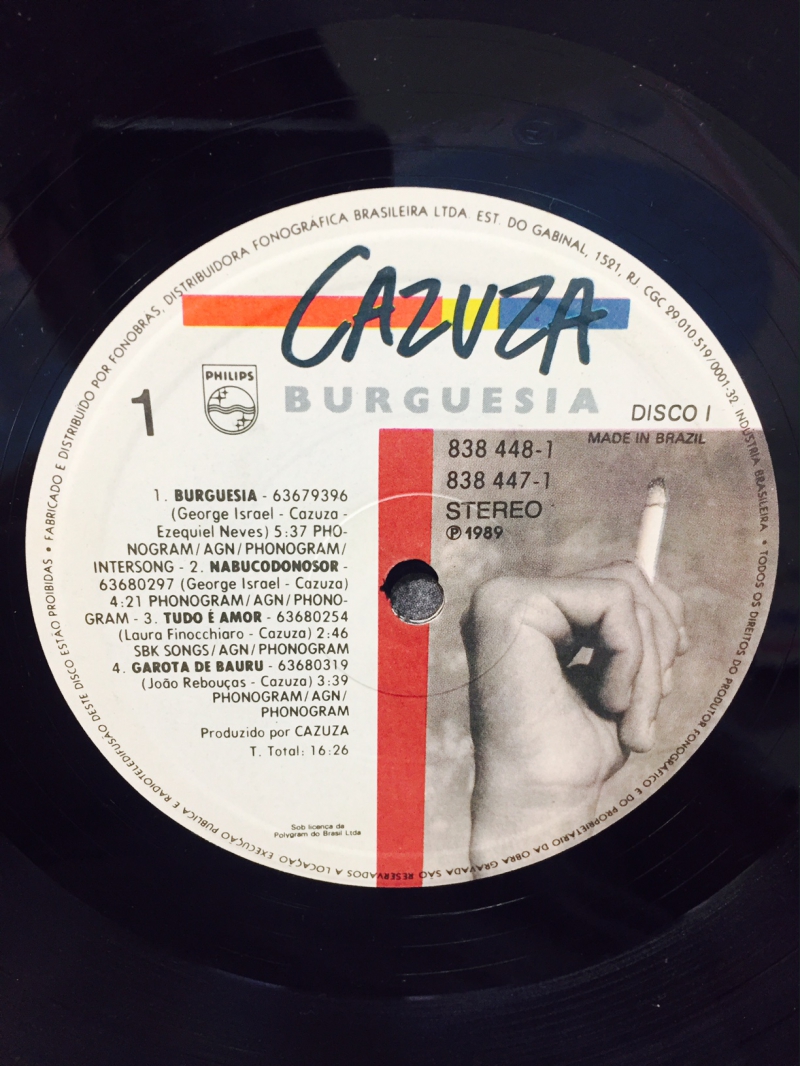 CAZUZA
PHILIPS
BURGUESIA
1
DISCO I
MADE IN BRAZIL
838 448-1
838 447-1
STEREO
℗ 1989
1. BURGUESIA - 63679396
(George Israel - Cazuza -
Ezequiel Neves) 5:37 PHO-
NOGRAM/AGN/PHONOGRAM/
INTERSONG - 2. NABUCODONOSOR -
63680297 (George Israel - Cazuza)
4:21 PHONOGRAM/AGN/PHONO-
GRAM - 3. TUDO É AMOR - 63680254
(Laura Finocchiaro - Cazuza) 2:46
SBK SONGS/AGN/PHONOGRAM
4. GAROTA DE BAURU - 63680319
(João Rebouças - Cazuza) 3:39
PHONOGRAM/AGN/
PHONOGRAM
Produzido por CAZUZA
T. Total: 16:26
Sob licença da
Polygram do Brasil Ltda
• FABRICADO E DISTRIBUIDO POR FONOBRAS, DISTRIBUIDORA FONOGRÁFICA BRASILEIRA LTDA. EST. DO GABINAL, 1521, RJ. CGC 29.010.519/0001-32 INDÚSTRIA BRASILEIRA • TODOS OS DIREITOS DO PRODUTOR FONOGRÁFICO E DO PROPRIETARIO DA OBRA GRAVADA SÃO RESERVADOS A LOCAÇÃO, EXECUÇÃO PUBLICA E RADIOTELEDIFUSÃO DESTE DISCO ESTÃO PROIBIDAS